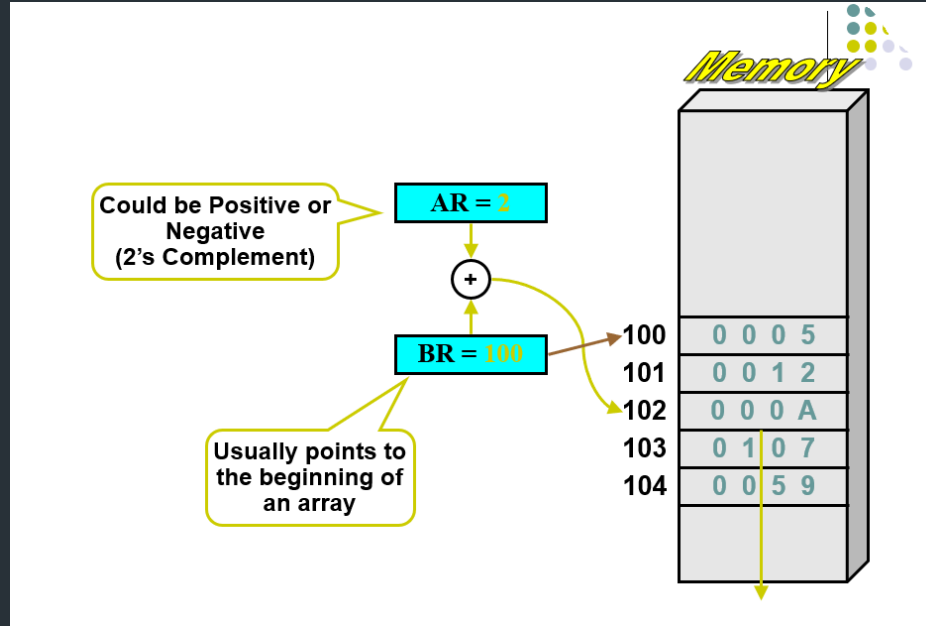 Memory
Could be Positive or
Negative
(2’s Complement)
AR = 2
+
BR = 100
Usually points to
the beginning of
an array
100 0 0 0 5
101 0 0 1 2
102 0 0 0 A
103 0 1 0 7
104 0 0 5 9